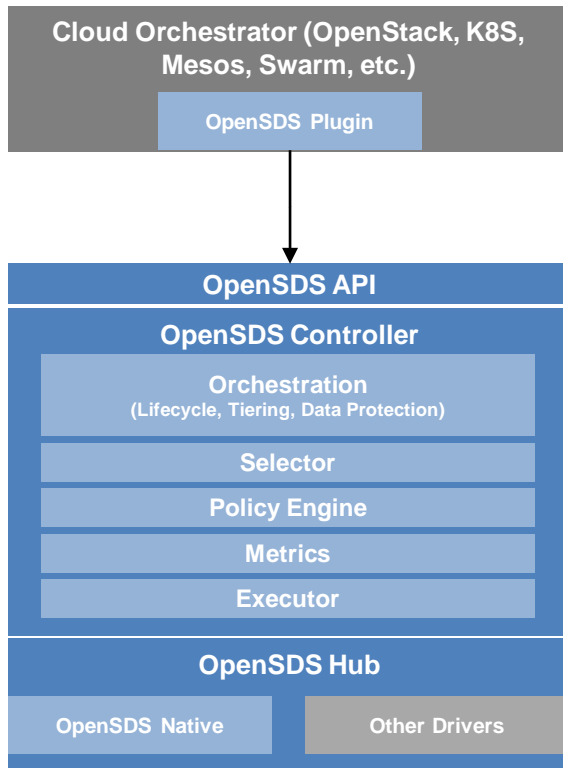 Cloud Orchestrator (OpenStack, K8S,
Mesos, Swarm, etc.)
OpenSDS Plugin
OpenSDS API
OpenSDS Controller
Orchestration
(Lifecycle, Tiering, Data Protection)
Selector
Policy Engine
Metrics
Executor
OpenSDS Hub
OpenSDS Native
Other Drivers